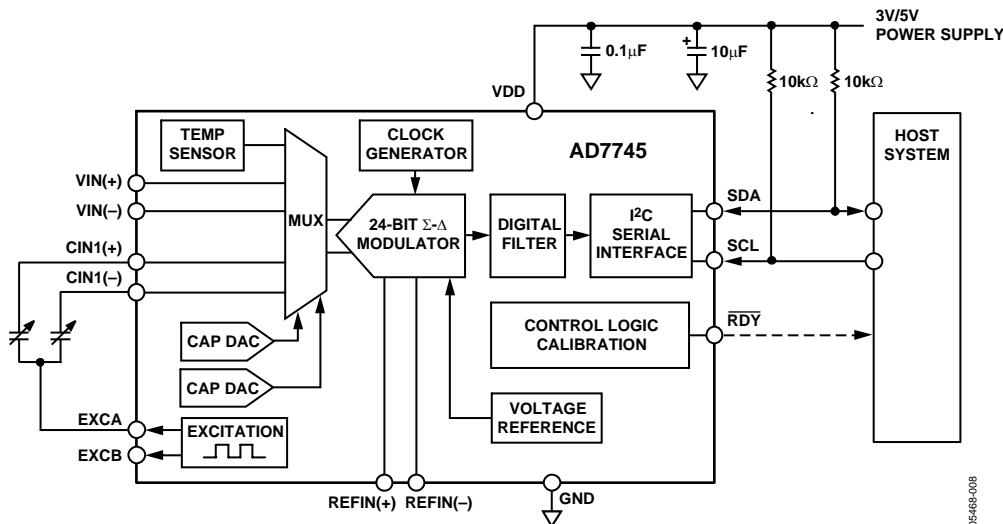 3V/5V
POWER SUPPLY
0.1µF
+
10µF
10kΩ
10kΩ
VDD
TEMP
SENSOR
CLOCK
GENERATOR
AD7745
HOST
SYSTEM
VIN(+)
VIN(–)
MUX
24-BIT Σ-Δ
MODULATOR
DIGITAL
FILTER
I²C
SERIAL
INTERFACE
SDA
SCL
CIN1(+)
CIN1(–)
CAP DAC
CAP DAC
CONTROL LOGIC
CALIBRATION
RDY
VOLTAGE
REFERENCE
EXCA
EXCB
EXCITATION
REFIN(+)
REFIN(–)
GND
05468-008